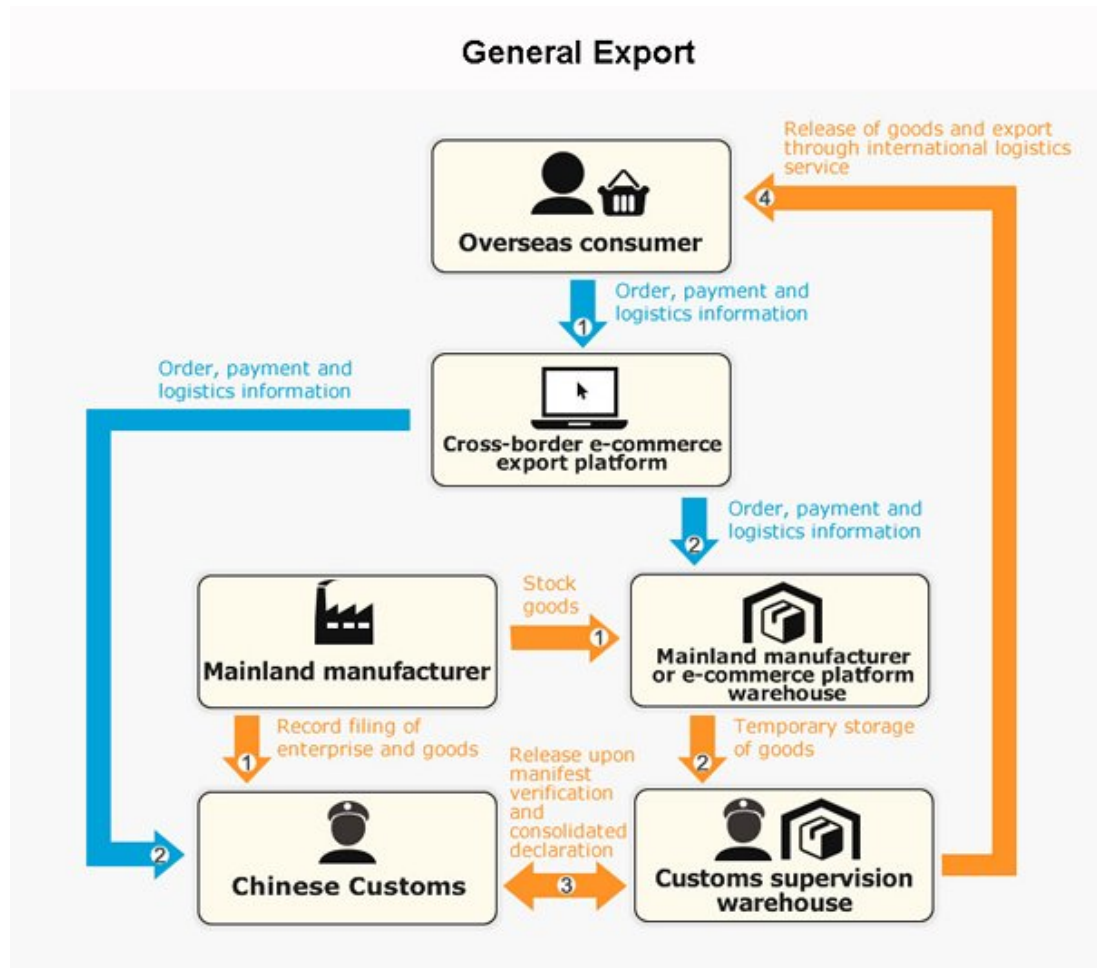 General Export
Release of goods and export
through international logistics
service
4
Overseas consumer
Order, payment and
logistics information
1
Order, payment and
logistics information
Cross-border e-commerce
export platform
Order, payment and
logistics information
2
Stock
goods
1
Mainland manufacturer
Mainland manufacturer
or e-commerce platform
warehouse
Record filing of
enterprise and goods
1
Temporary storage
of goods
2
Release upon
manifest
verification
and
consolidated
declaration
2
3
Chinese Customs
Customs supervision
warehouse